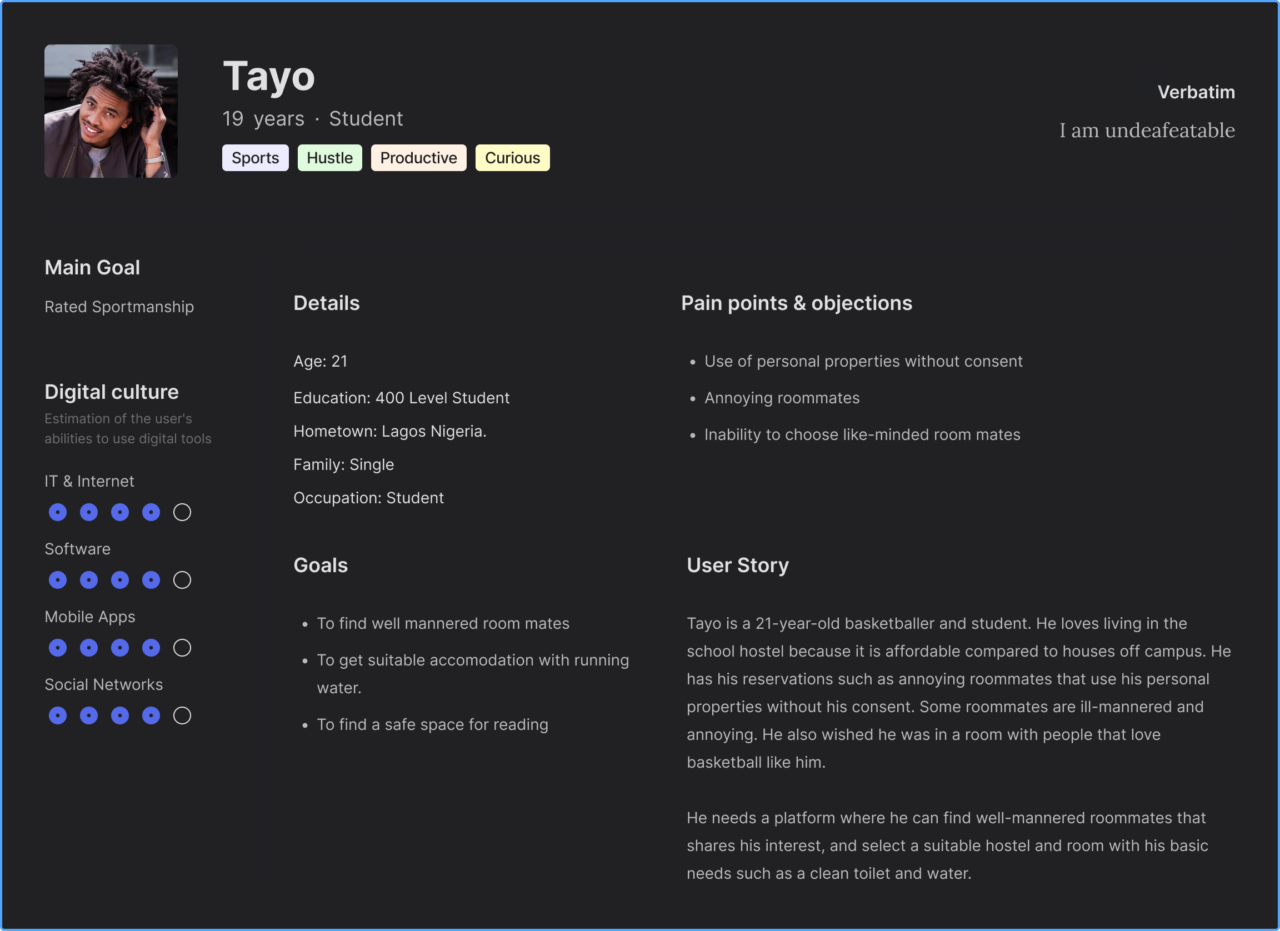 Tayo
19 years · Student
Sports
Hustle
Productive
Curious
Verbatim
I am undeafeatable
Main Goal
Rated Sportmanship
Digital culture
Estimation of the user's
abilities to use digital tools
IT & Internet
Software
Mobile Apps
Social Networks
Details
Age: 21
Education: 400 Level Student
Hometown: Lagos Nigeria.
Family: Single
Occupation: Student
Pain points & objections
• Use of personal properties without consent
• Annoying roommates
• Inability to choose like-minded room mates
Goals
• To find well mannered room mates
• To get suitable accomodation with running
water.
• To find a safe space for reading
User Story
Tayo is a 21-year-old basketballer and student. He loves living in the
school hostel because it is affordable compared to houses off campus. He
has his reservations such as annoying roommates that use his personal
properties without his consent. Some roommates are ill-mannered and
annoying. He also wished he was in a room with people that love
basketball like him.
He needs a platform where he can find well-mannered roommates that
shares his interest, and select a suitable hostel and room with his basic
needs such as a clean toilet and water.